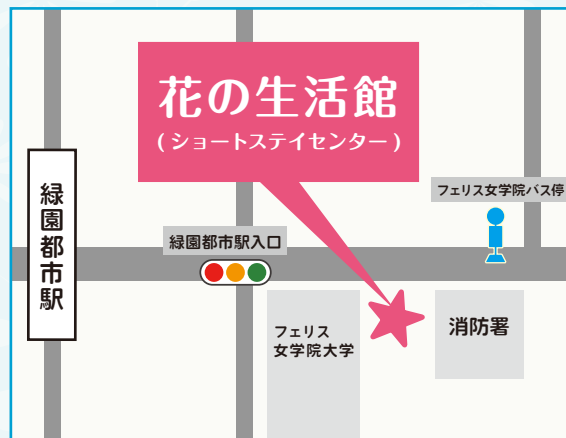 花の生活館
(ショートステイセンター)
フェリス女学院バス停
緑園都市駅
緑園都市駅入口
フェリス
女学院大学
消防署